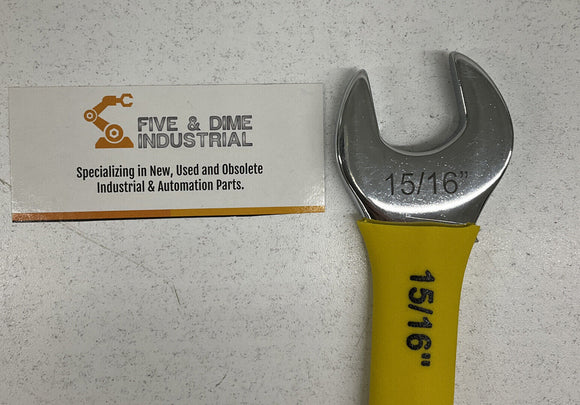 FIVE & DIME
INDUSTRIAL
Specializing in New, Used and Obsolete
Industrial & Automation Parts.
15/16"
15/16"